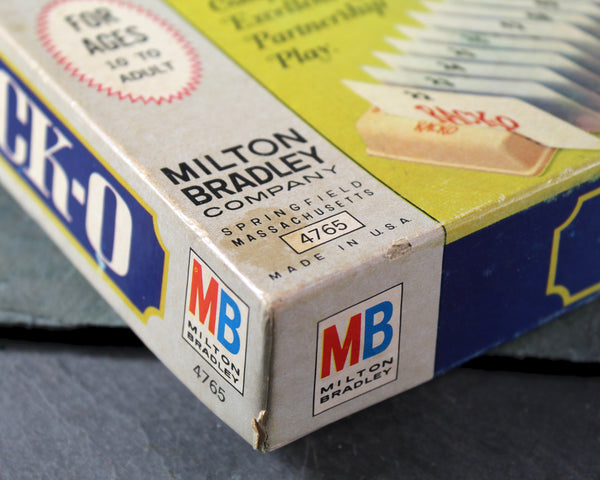 FOR
AGES
10 TO
ADULT
Excellent
Partnership
Play.
RACKO
MILTON
BRADLEY
COMPANY
SPRINGFIELD
MASSACHUSETTS
4765
MADE IN U.S.A.
CK-O
MB
MILTON
BRADLEY
4765
MB
MILTON
BRADLEY